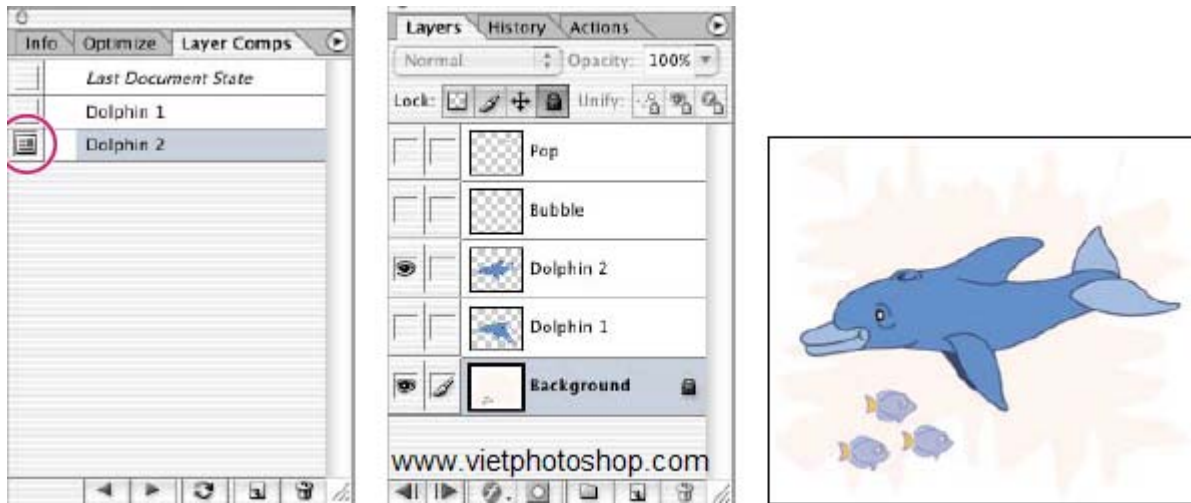 Info Optimize Layer Comps
Last Document State
Dolphin 1
Dolphin 2
Layers History Actions
Normal Opacity: 100%
Lock: Unify:
Pop
Bubble
Dolphin 2
Dolphin 1
Background
www.vietphotoshop.com